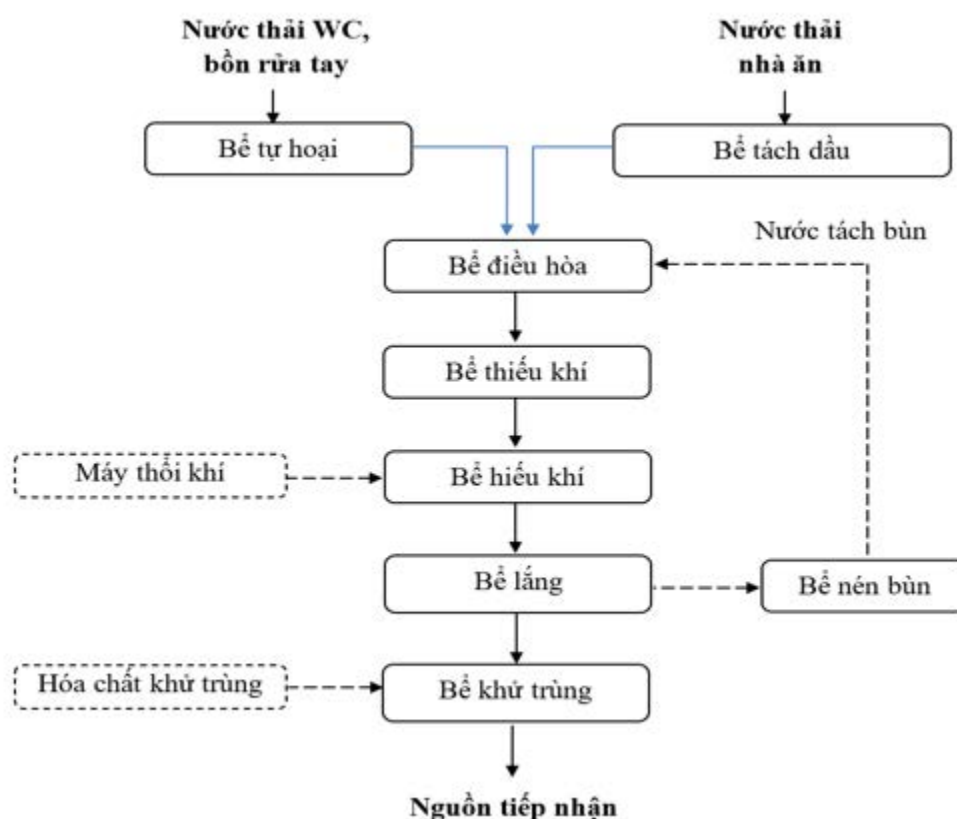 Nước thải WC,
bồn rửa tay
Nước thải
nhà ăn
Bể tự hoại
Bể tách dầu
Nước tách bùn
Bể điều hòa
Bể thiếu khí
Máy thổi khí
Bể hiếu khí
Bể lắng
Bể nén bùn
Hóa chất khử trùng
Bể khử trùng
Nguồn tiếp nhận